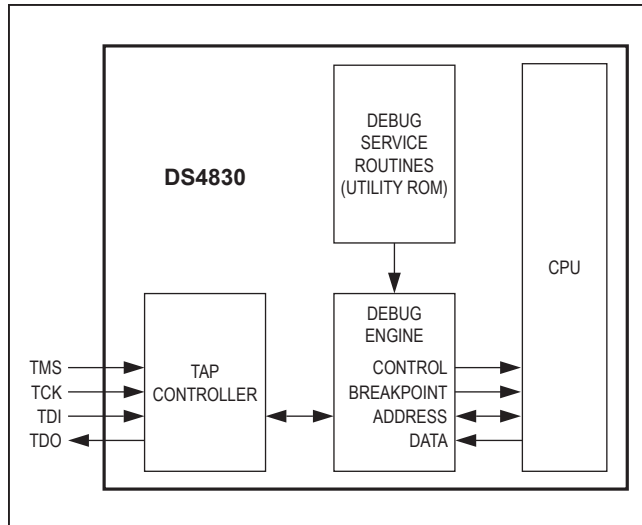 DEBUG
SERVICE
ROUTINES
(UTILITY ROM)
DS4830
CPU
DEBUG
ENGINE
TAP
CONTROLLER
TMS
TCK
TDI
TDO
CONTROL
BREAKPOINT
ADDRESS
DATA